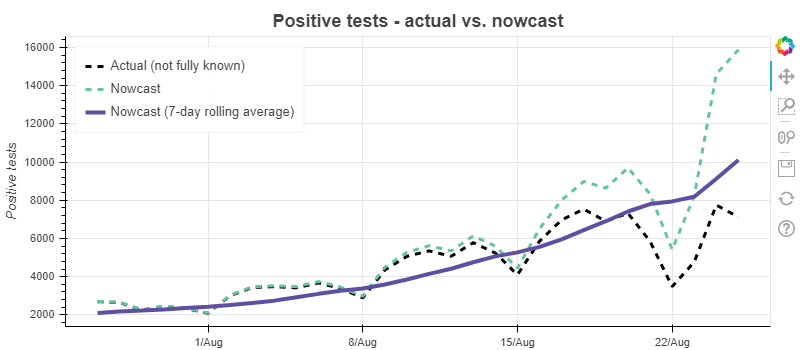 Positive tests - actual vs. nowcast
Actual (not fully known)
Nowcast
Nowcast (7-day rolling average)
Positive tests
16000
14000
12000
10000
8000
6000
4000
2000
1/Aug
8/Aug
15/Aug
22/Aug